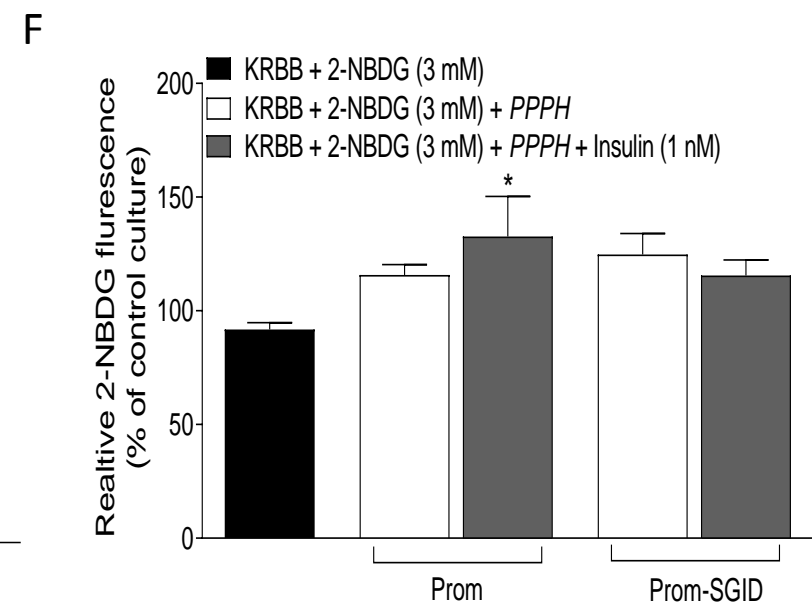 F
KRBB + 2-NBDG (3 mM)
KRBB + 2-NBDG (3 mM) + PPPH
KRBB + 2-NBDG (3 mM) + PPPH + Insulin (1 nM)
Realtive 2-NBDG flurescence
(% of control culture)
200
150
100
50
0
*
Prom
Prom-SGID